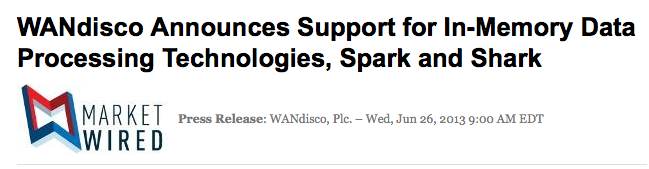 WANdisco Announces Support for In-Memory Data
Processing Technologies, Spark and Shark
MARKET
WIRED
Press Release: WANdisco, Plc. – Wed, Jun 26, 2013 9:00 AM EDT